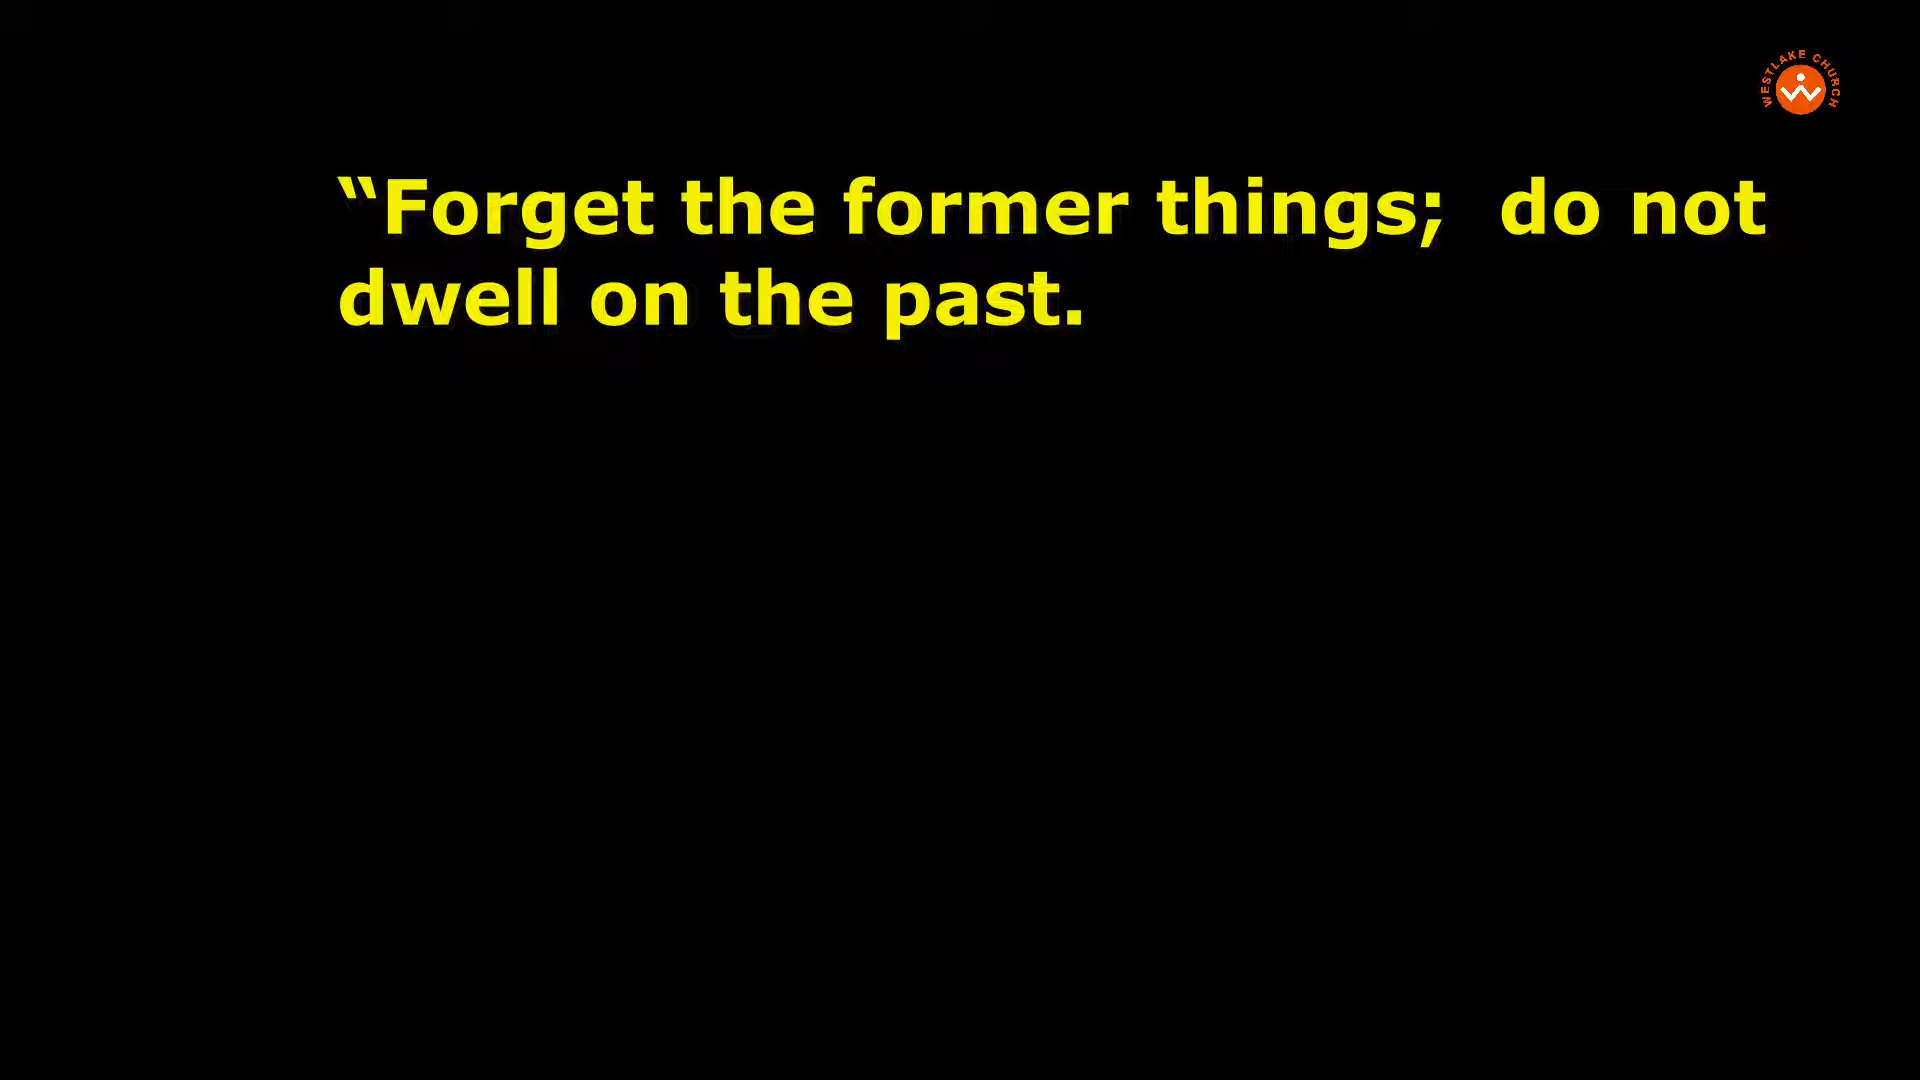 WESTLAKE CHURCH
“Forget the former things;  do not
dwell on the past.